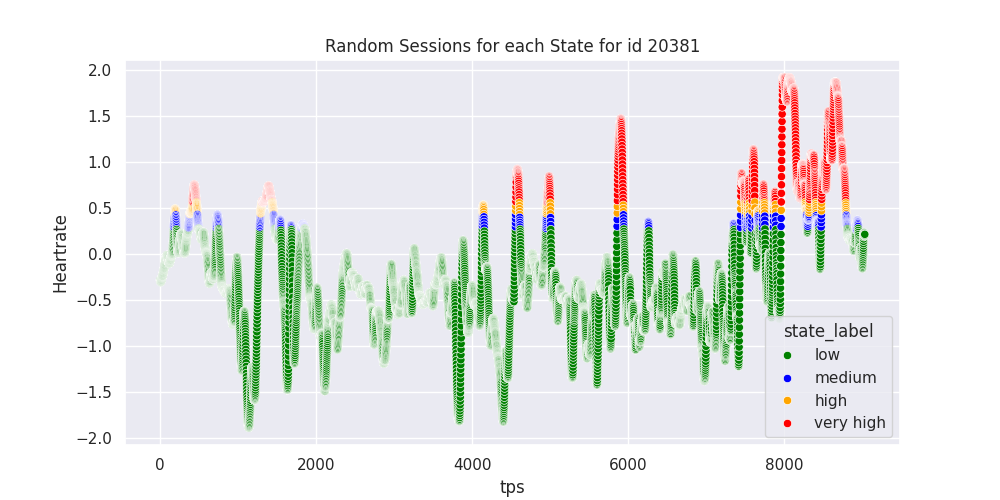 Random Sessions for each State for id 20381
Heartrate
2.0
1.5
1.0
0.5
0.0
−0.5
−1.0
−1.5
−2.0
0 2000 4000 6000 8000
tps
state_label
low
medium
high
very high